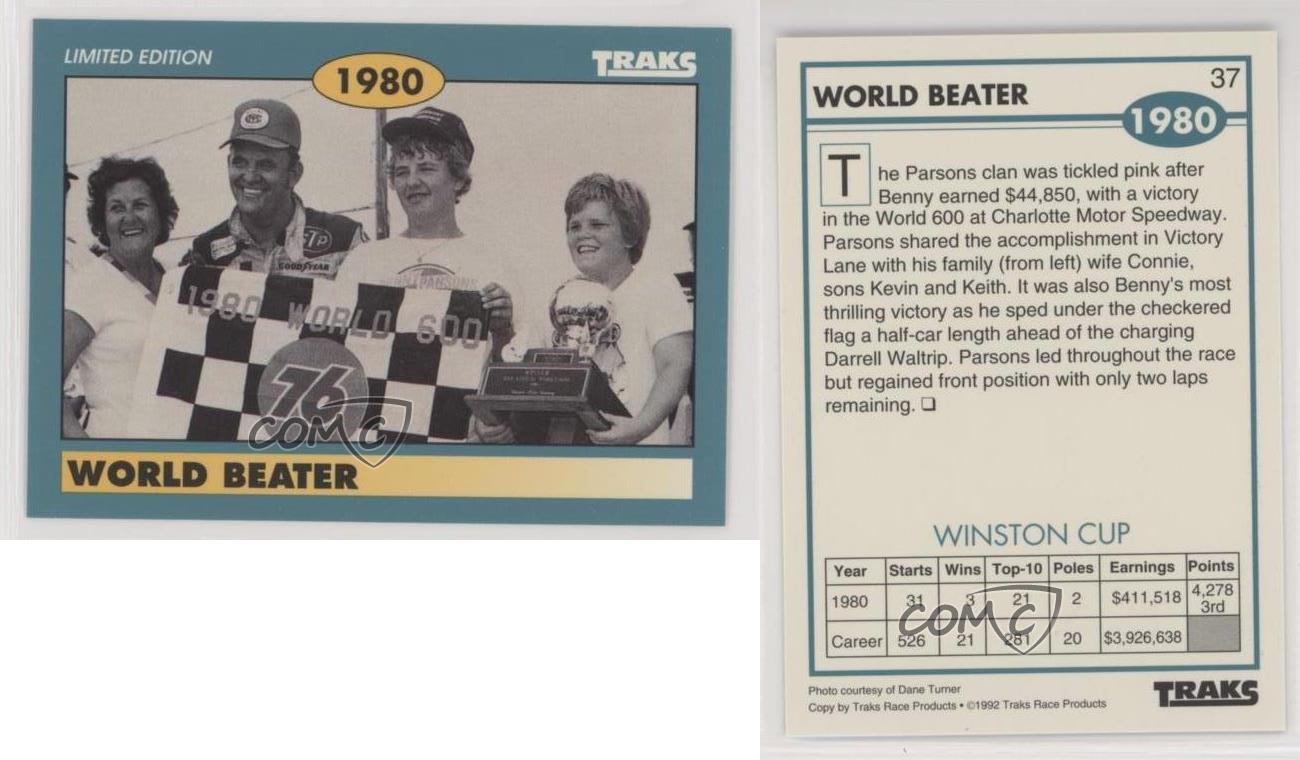 LIMITED EDITION
TRAKS
1980
STP
GOODYEAR
1980 WORLD 600
76
COMC
WORLD BEATER
WORLD BEATER
37
1980
The Parsons clan was tickled pink after
Benny earned $44,850, with a victory
in the World 600 at Charlotte Motor Speedway.
Parsons shared the accomplishment in Victory
Lane with his family (from left) wife Connie,
sons Kevin and Keith. It was also Benny's most
thrilling victory as he sped under the checkered
flag a half-car length ahead of the charging
Darrell Waltrip. Parsons led throughout the race
but regained front position with only two laps
remaining. ❏
WINSTON CUP
Year Starts Wins Top-10 Poles Earnings Points
1980 31 3 21 2 $411,518 4,278 3rd
Career 526 21 281 20 $3,926,638
COMC
Photo courtesy of Dane Turner
Copy by Traks Race Products • ©1992 Traks Race Products
TRAKS